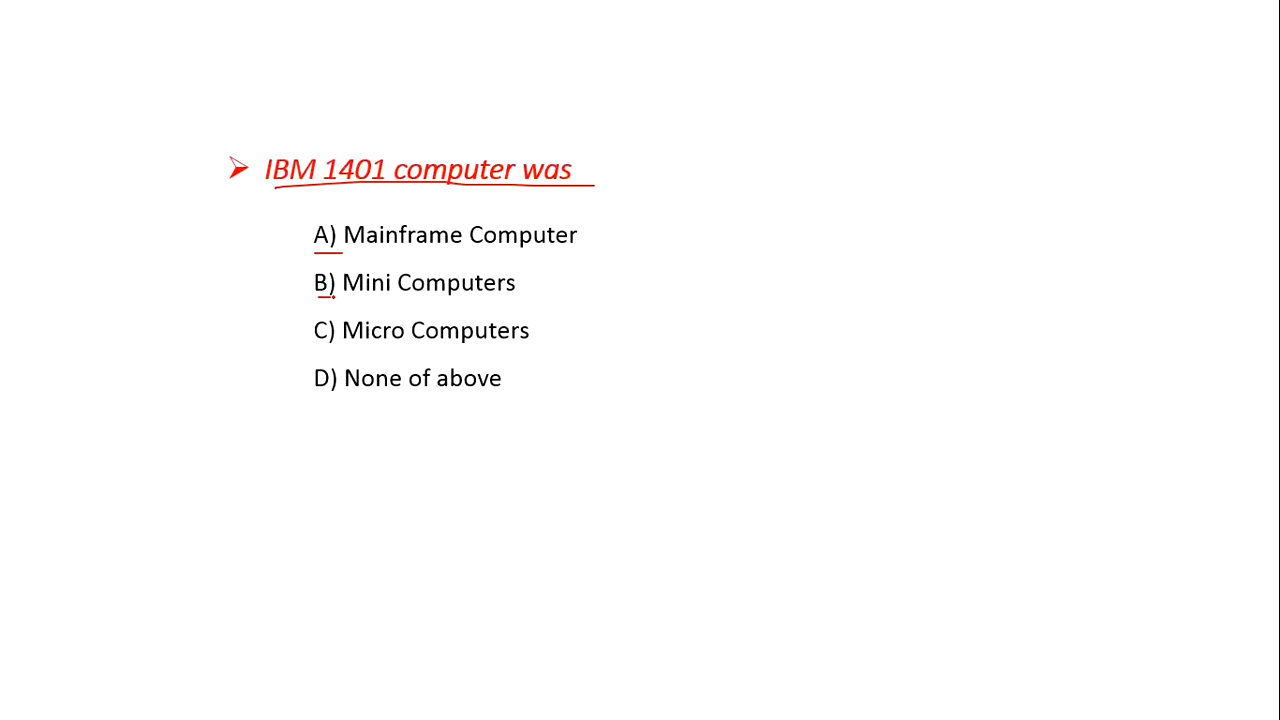 ➢ IBM 1401 computer was
A) Mainframe Computer
B) Mini Computers
C) Micro Computers
D) None of above